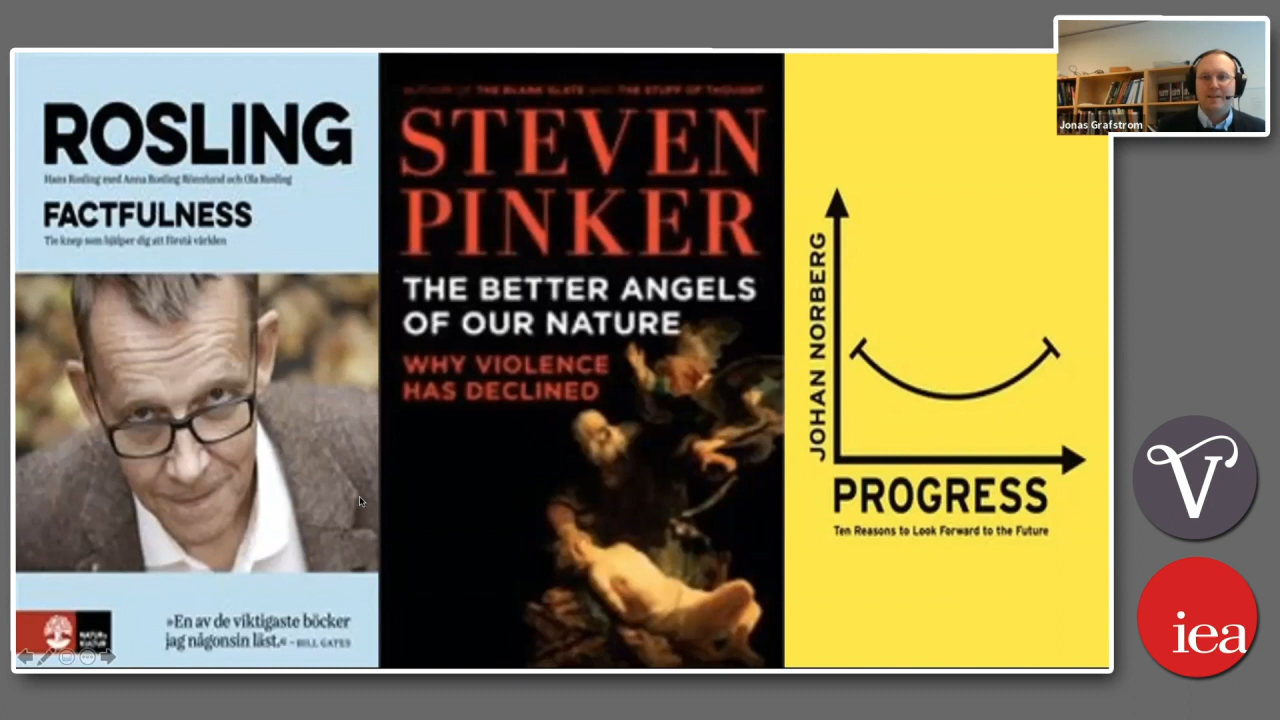 ROSLING
Hans Rosling med Anna Rosling Rönnlund och Ola Rosling
FACTFULNESS
Tio knep som hjälper dig att förstå världen
»En av de viktigaste böcker
jag någonsin läst.« – BILL GATES
NATUR &
KULTUR
AUTHOR OF THE BLANK SLATE AND THE STUFF OF THOUGHT
STEVEN
PINKER
THE BETTER ANGELS
OF OUR NATURE
WHY VIOLENCE
HAS DECLINED
JOHAN NORBERG
PROGRESS
Ten Reasons to Look Forward to the Future
Jonas Grafstrom
V
iea